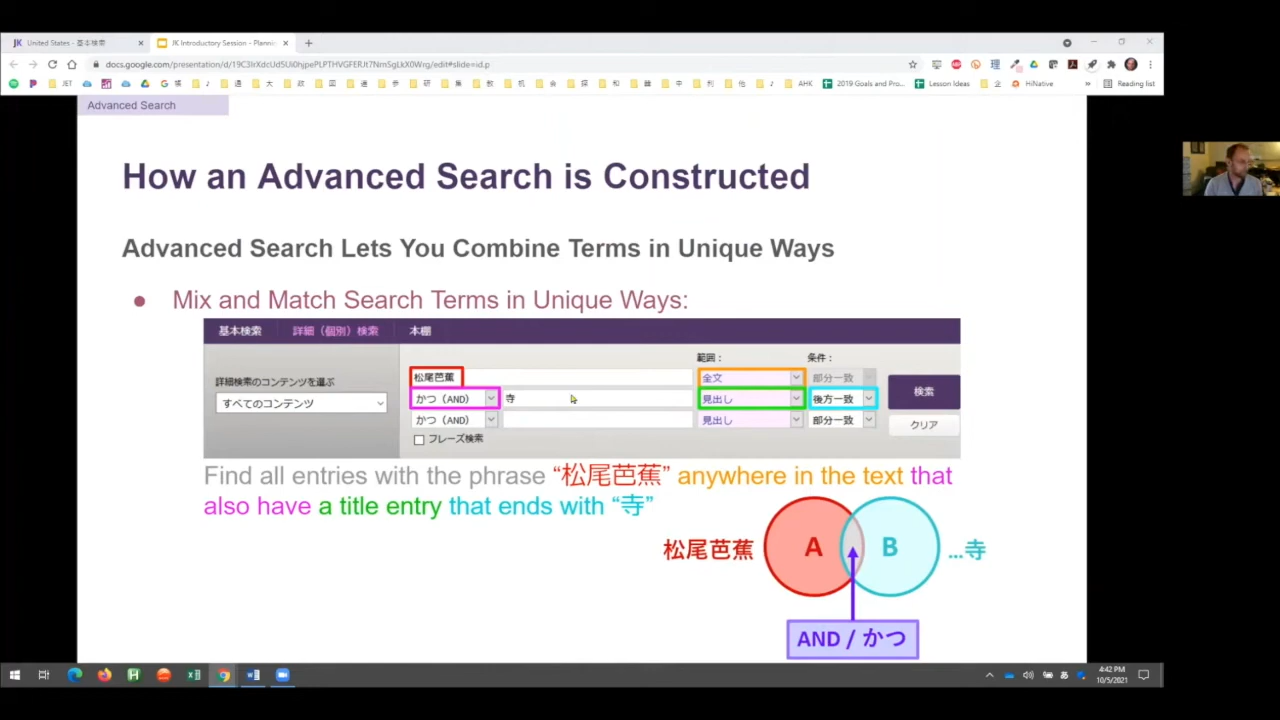 United States - 基本検索
JK Introductory Session - Plannin
docs.google.com/presentation/d/19C3IrXdcUd5Ui0hjpePLPTHVGFERJt7NrnSgLkX0Wrg/edit#slide=id.p
JET
G 帳
AHK
2019 Goals and Pro...
Lesson Ideas
HiNative
Reading list
Advanced Search
How an Advanced Search is Constructed
Advanced Search Lets You Combine Terms in Unique Ways
● Mix and Match Search Terms in Unique Ways:
基本検索 詳細（個別）検索 本棚
範囲： 条件：
詳細検索のコンテンツを選ぶ
すべてのコンテンツ
松尾芭蕉 全文 部分一致
かつ（AND） 寺 見出し 後方一致
かつ（AND） 見出し 部分一致
フレーズ検索
検索
クリア
Find all entries with the phrase “松尾芭蕉” anywhere in the text that
also have a title entry that ends with “寺”
松尾芭蕉 A B ...寺
AND / かつ
4:42 PM
10/5/2021